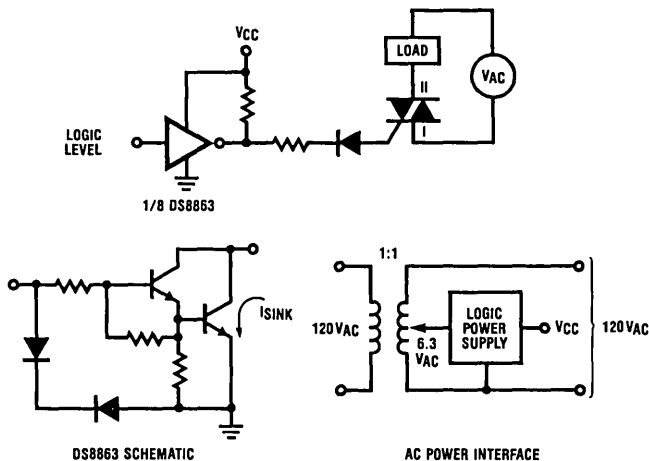 VCC
LOAD
VAC
II
I
LOGIC
LEVEL
1/8 DS8863
ISINK
DS8863 SCHEMATIC
1:1
120VAC
6.3
VAC
LOGIC
POWER
SUPPLY
VCC
120VAC
AC POWER INTERFACE